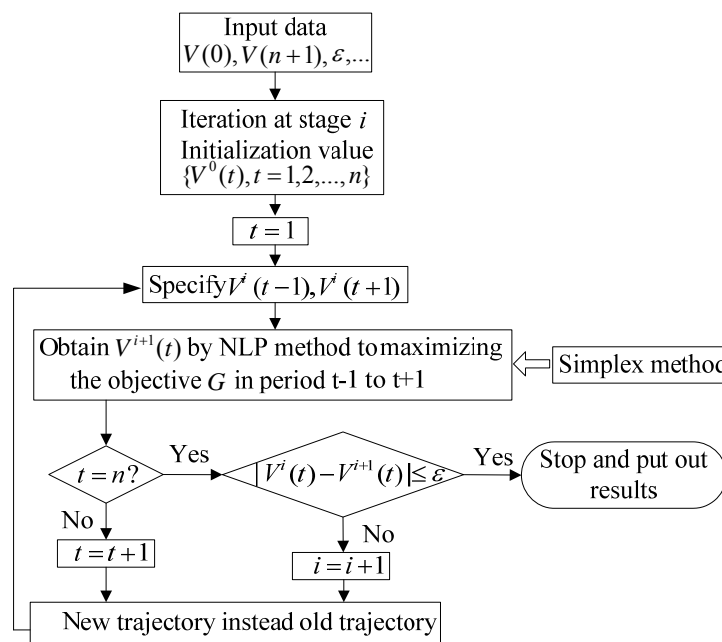 Input data
V(0), V(n+1), ε,...
Iteration at stage i
Initialization value
{V⁰(t), t = 1,2,..., n}
t = 1
Specify Vⁱ(t−1), Vⁱ(t+1)
Obtain Vⁱ⁺¹(t) by NLP method to maximizing
the objective G in period t-1 to t+1
Simplex method
t = n?
Yes
|Vⁱ(t) − Vⁱ⁺¹(t)| ≤ ε
Yes
Stop and put out
results
No
No
t = t+1
i = i+1
New trajectory instead old trajectory